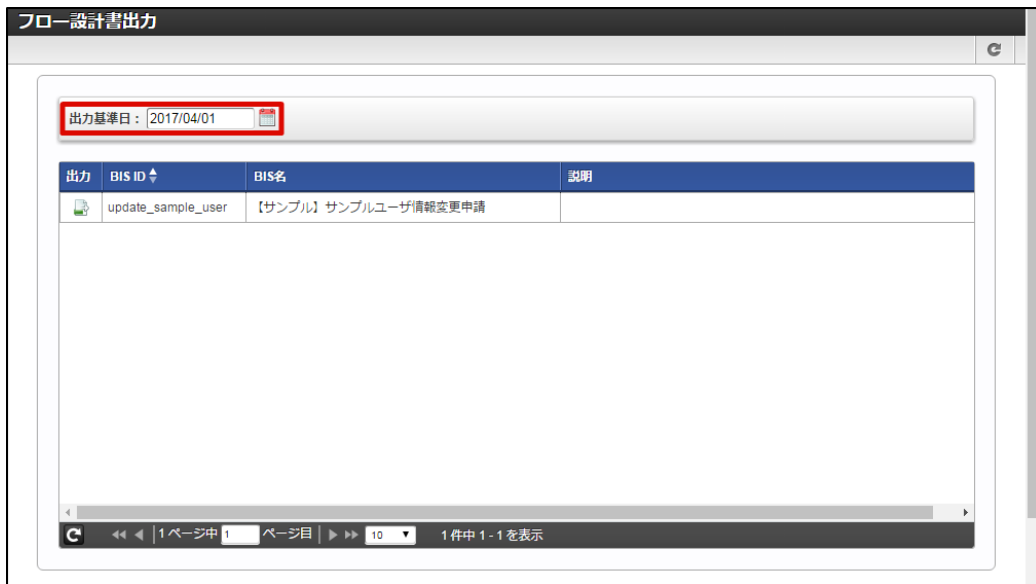 フロー設計書出力
出力基準日： 2017/04/01
出力 BIS ID BIS名 説明
update_sample_user 【サンプル】サンプルユーザ情報変更申請
1 ページ中 1 ページ目 10 1 件中 1 - 1 を表示